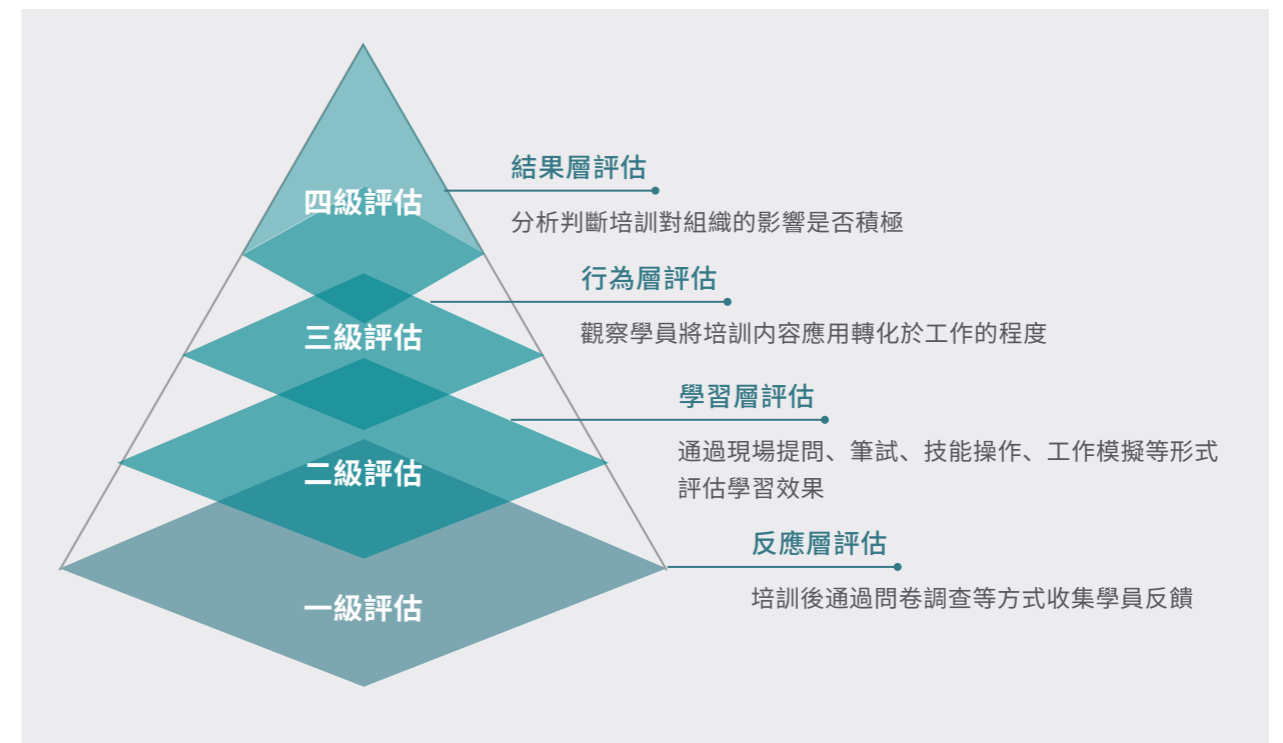 四級評估
結果層評估
分析判斷培訓對組織的影響是否積極
三級評估
行為層評估
觀察學員將培訓内容應用轉化於工作的程度
二級評估
學習層評估
通過現場提問、筆試、技能操作、工作模擬等形式
評估學習效果
一級評估
反應層評估
培訓後通過問卷調查等方式收集學員反饋